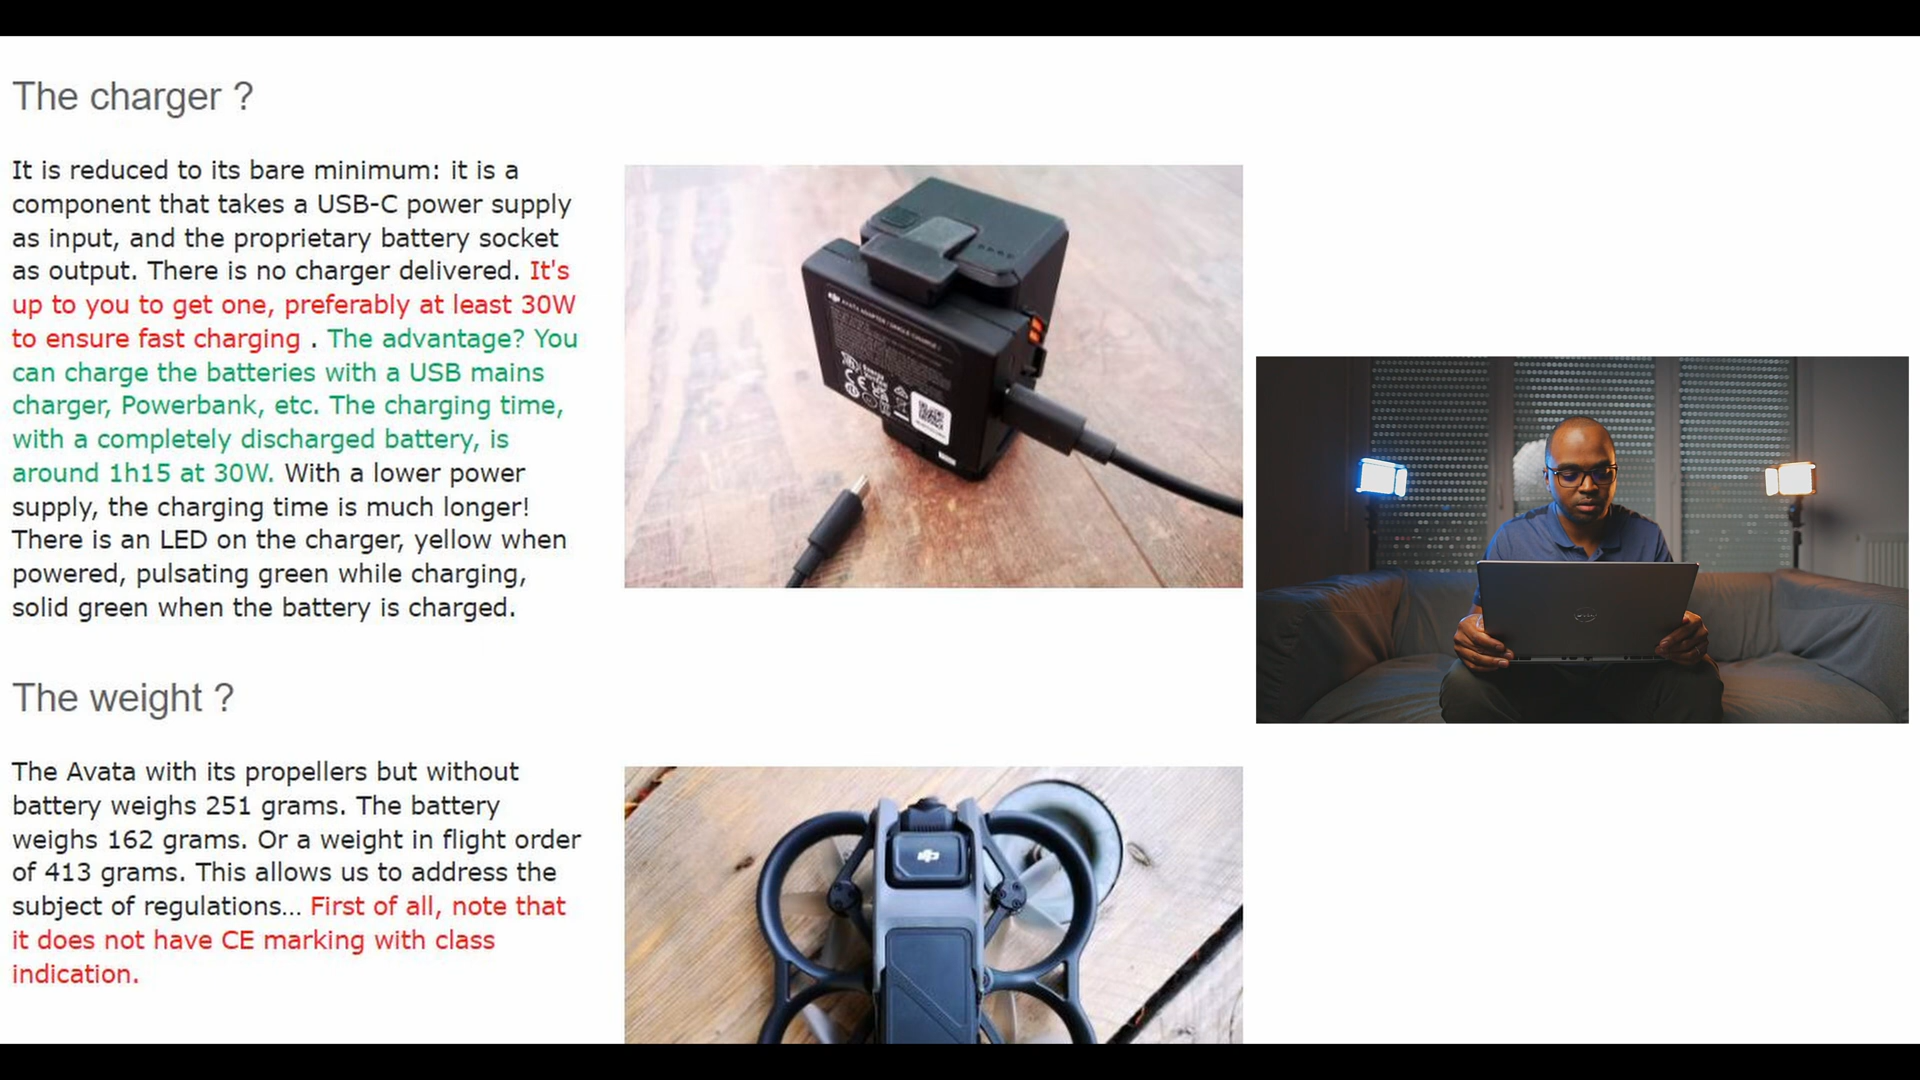 The charger ?
It is reduced to its bare minimum: it is a
component that takes a USB-C power supply
as input, and the proprietary battery socket
as output. There is no charger delivered. It's
up to you to get one, preferably at least 30W
to ensure fast charging . The advantage? You
can charge the batteries with a USB mains
charger, Powerbank, etc. The charging time,
with a completely discharged battery, is
around 1h15 at 30W. With a lower power
supply, the charging time is much longer!
There is an LED on the charger, yellow when
powered, pulsating green while charging,
solid green when the battery is charged.
The weight ?
The Avata with its propellers but without
battery weighs 251 grams. The battery
weighs 162 grams. Or a weight in flight order
of 413 grams. This allows us to address the
subject of regulations... First of all, note that
it does not have CE marking with class
indication.
DELL